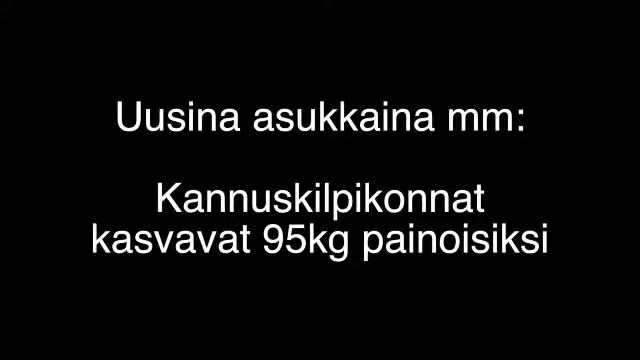 Uusina asukkaina mm:
Kannuskilpikonnat
kasvavat 95kg painoisiksi